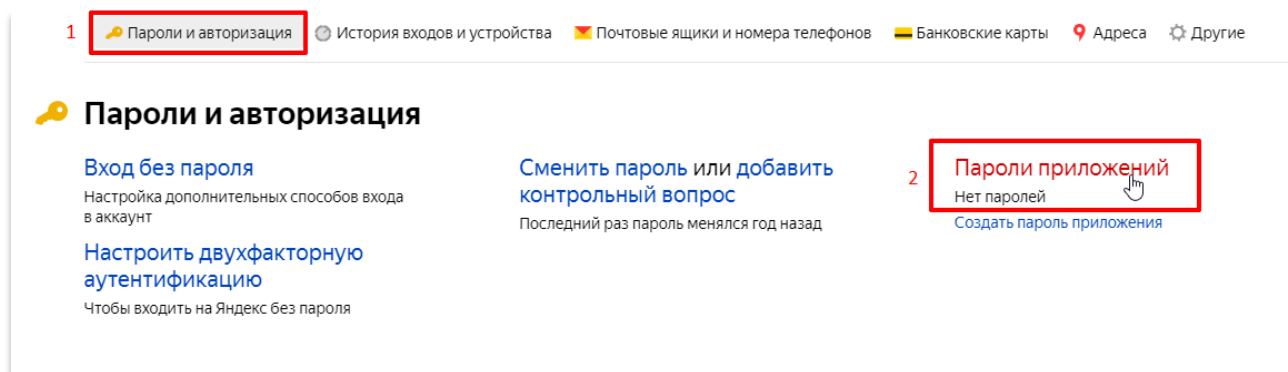 1 Пароли и авторизация История входов и устройства Почтовые ящики и номера телефонов Банковские карты Адреса Другие
Пароли и авторизация
Вход без пароля
Настройка дополнительных способов входа
в аккаунт
Настроить двухфакторную
аутентификацию
Чтобы входить на Яндекс без пароля
Сменить пароль или добавить
контрольный вопрос
Последний раз пароль менялся год назад
2 Пароли приложений
Нет паролей
Создать пароль приложения